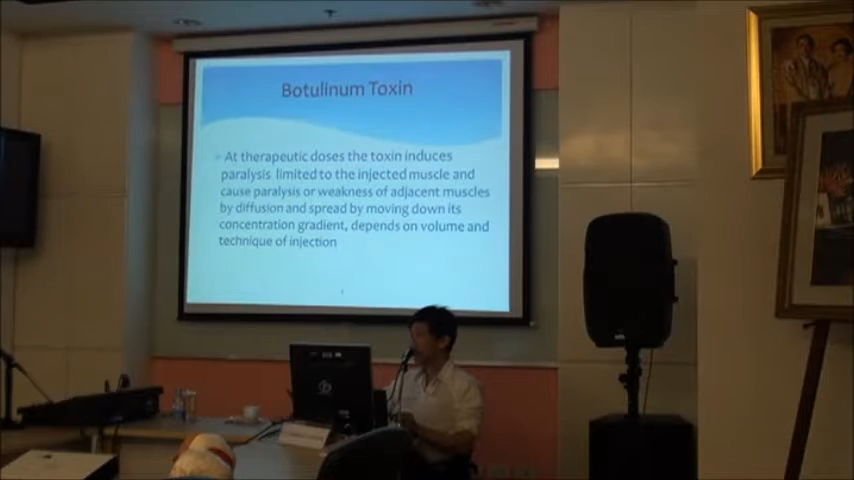 Botulinum Toxin
At therapeutic doses the toxin induces
paralysis limited to the injected muscle and
cause paralysis or weakness of adjacent muscles
by diffusion and spread by moving down its
concentration gradient, depends on volume and
technique of injection